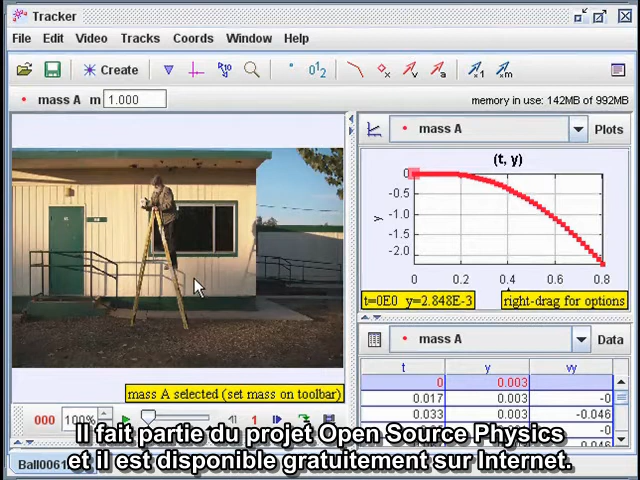 Tracker
File Edit Video Tracks Coords Window Help
Create
mass A m 1.000
memory in use: 142MB of 992MB
mass A Plots
(t, y)
0
-0.5
-1.0
-1.5
-2.0
y
0 0.2 0.4 0.6 0.8
t=0E0 y=2.848E-3
right-drag for options
mass A Data
t y vy
0 0.003
0.017 0.003 -0
0.033 0.003 -0.046
mass A selected (set mass on toolbar)
000 100% 1
Il fait partie du projet Open Source Physics
et il est disponible gratuitement sur Internet.
Ball0061